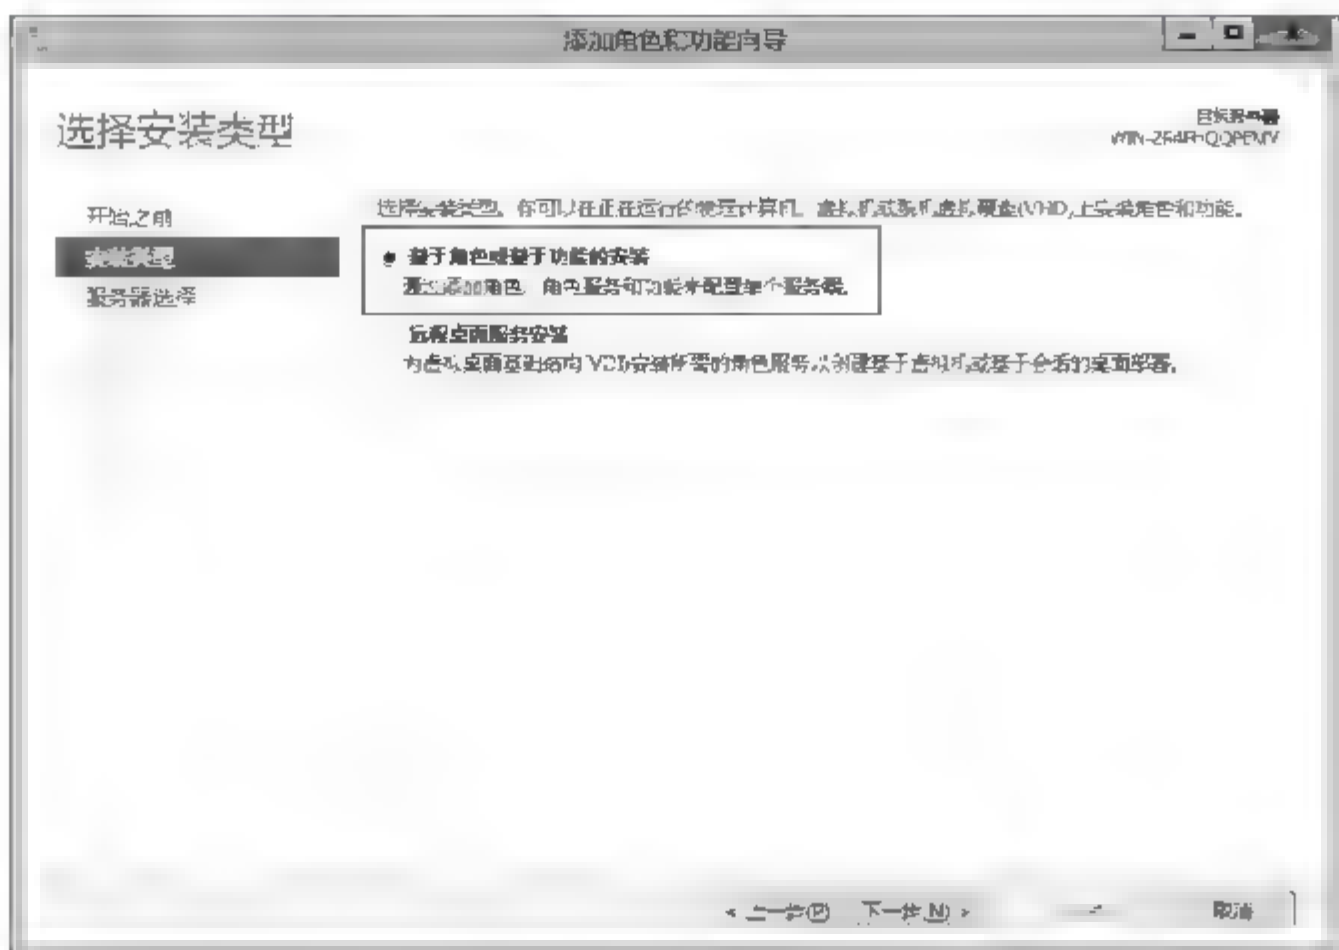 添加角色和功能向导
选择安装类型
目标服务器
开始之前
选择安装类型。你可以在正在运行的物理计算机、虚拟机或脱机虚拟硬盘(VHD)上安装角色和功能。
安装类型
基于角色或基于功能的安装
服务器选择
通过添加角色、角色服务和功能来配置单个服务器。
远程桌面服务安装
为虚拟桌面基础结构(VDI)安装所需的角色服务以创建基于虚拟机或基于会话的桌面部署。
< 上一步(P) 下一步(N) > 取消